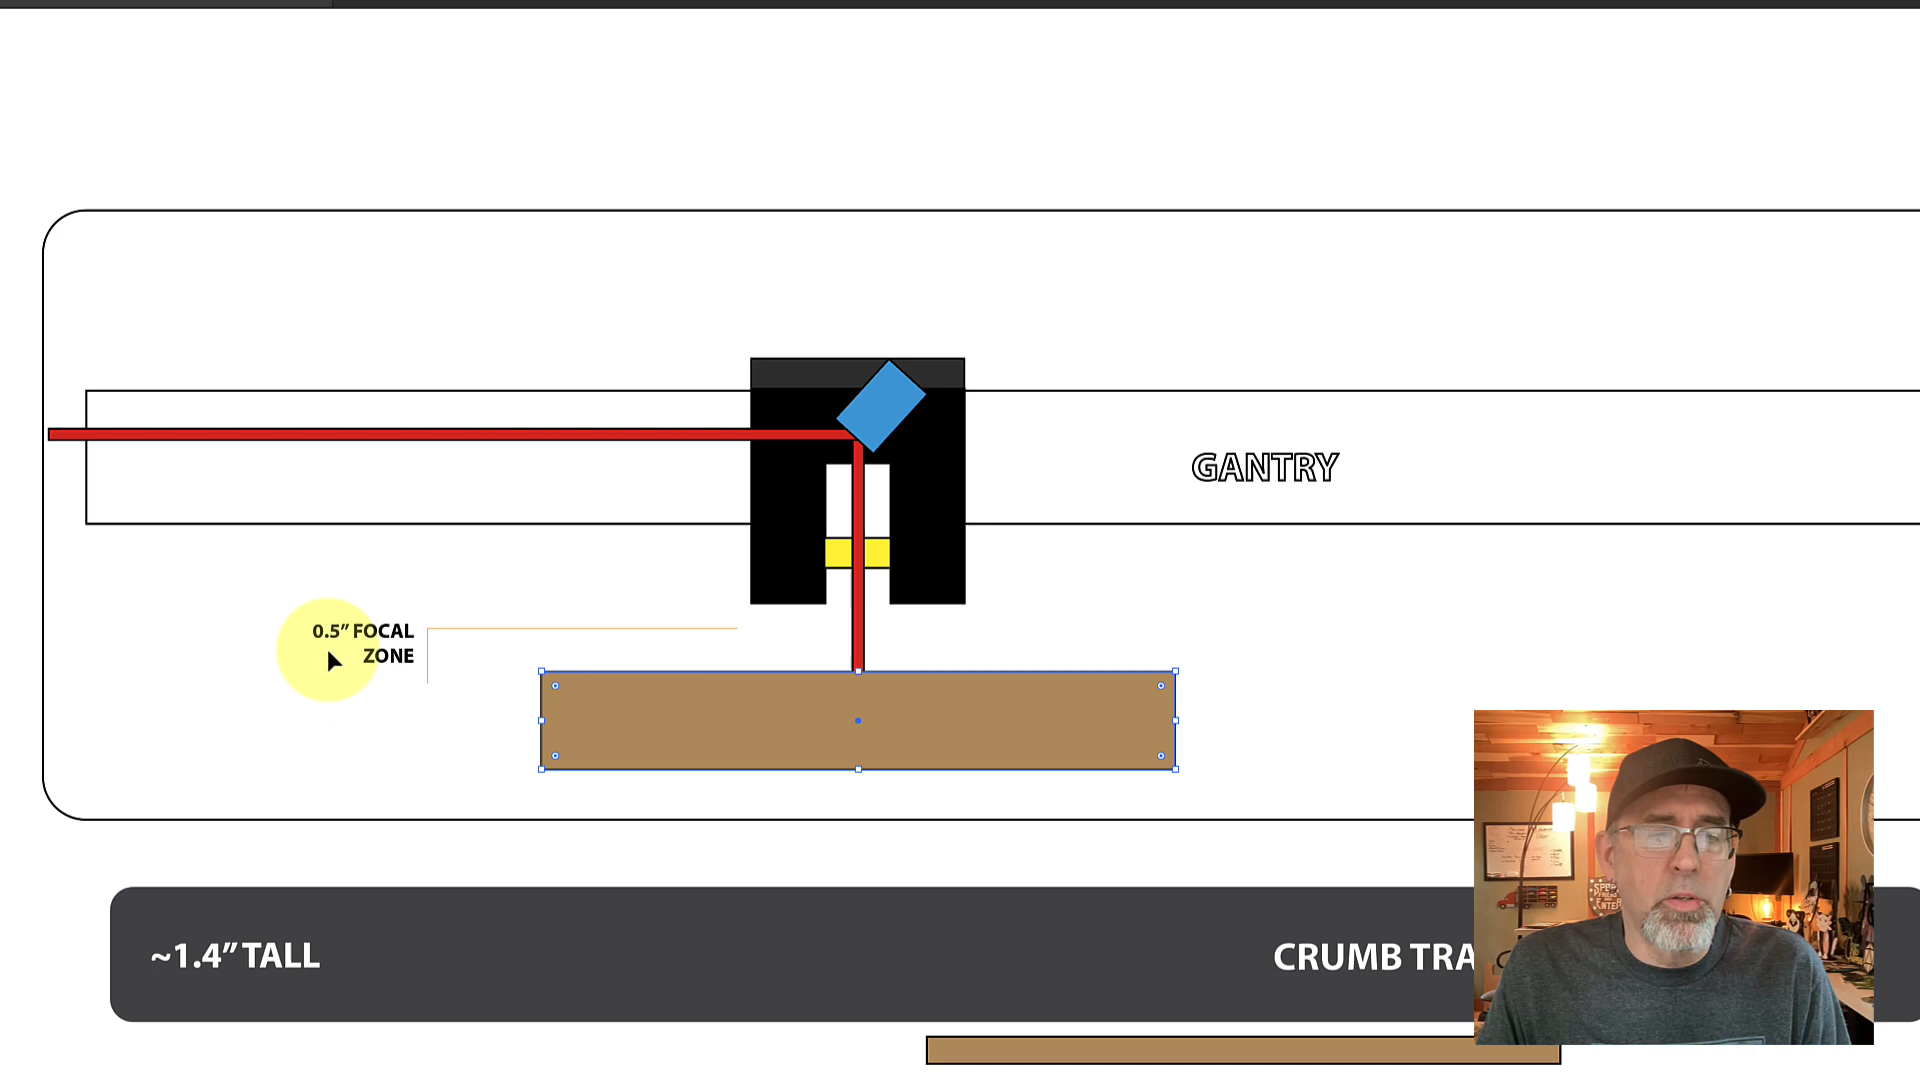 GANTRY
0.5” FOCAL
ZONE
~1.4” TALL
CRUMB TRA